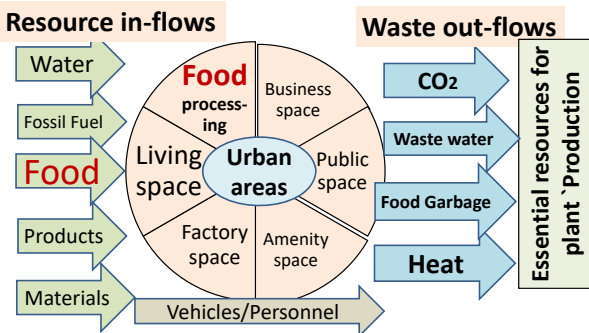 Resource in-flows
Waste out-flows
Water
Fossil Fuel
Food
Products
Materials
Food
process-
ing
Business
space
Living
space
Urban
areas
Public
space
Factory
space
Amenity
space
Vehicles/Personnel
CO2
Waste water
Food Garbage
Heat
Essential resources for
plant `Production